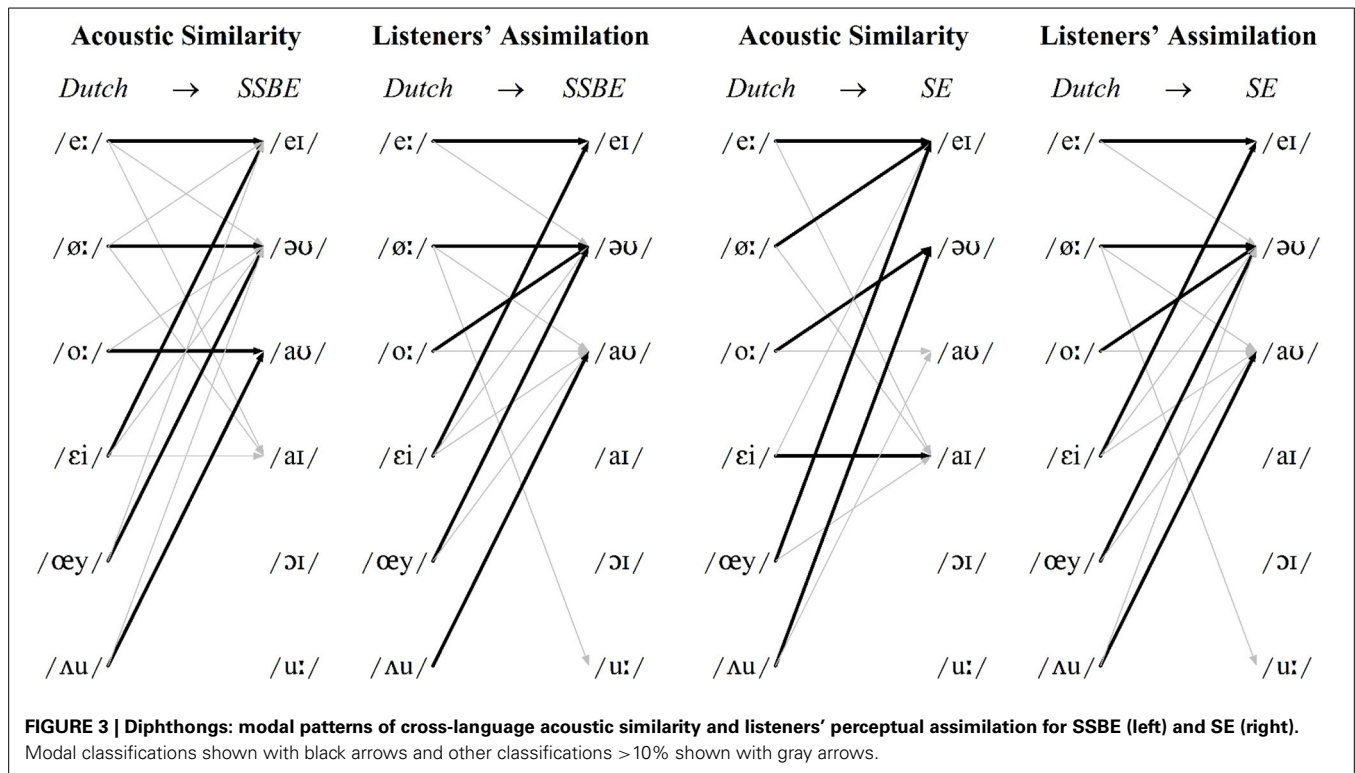 Acoustic Similarity Listeners' Assimilation Acoustic Similarity Listeners' Assimilation
Dutch → SSBE Dutch → SSBE Dutch → SE Dutch → SE
/eː/ /eɪ/ /eː/ /eɪ/ /eː/ /eɪ/ /eː/ /eɪ/
/øː/ /əʊ/ /øː/ /əʊ/ /øː/ /əʊ/ /øː/ /əʊ/
/oː/ /aʊ/ /oː/ /aʊ/ /oː/ /aʊ/ /oː/ /aʊ/
/ɛi/ /aɪ/ /ɛi/ /aɪ/ /ɛi/ /aɪ/ /ɛi/ /aɪ/
/œy/ /ɔɪ/ /œy/ /ɔɪ/ /œy/ /ɔɪ/ /œy/ /ɔɪ/
/ʌu/ /uː/ /ʌu/ /uː/ /ʌu/ /uː/ /ʌu/ /uː/
FIGURE 3 | Diphthongs: modal patterns of cross-language acoustic similarity and listeners' perceptual assimilation for SSBE (left) and SE (right).
Modal classifications shown with black arrows and other classifications >10% shown with gray arrows.